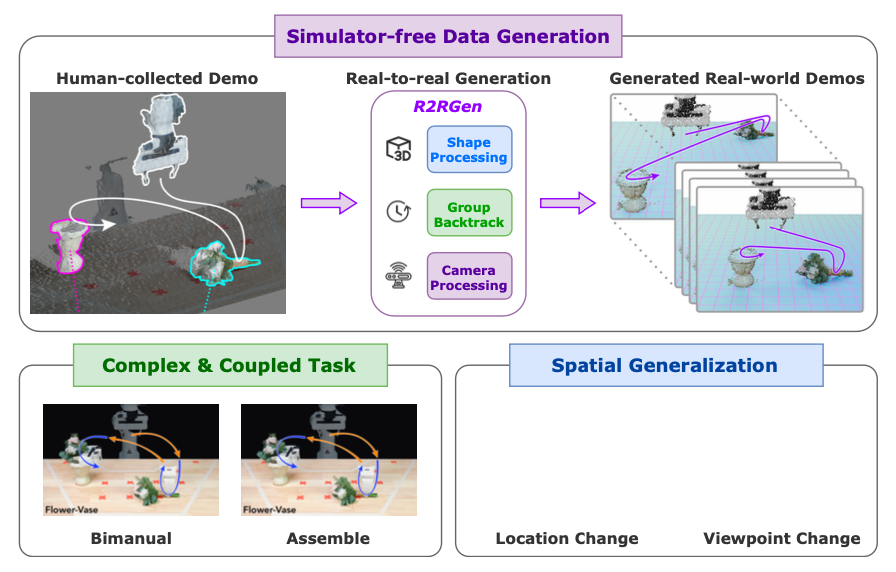 Simulator-free Data Generation
Human-collected Demo
Real-to-real Generation
Generated Real-world Demos
R2RGen
3D
Shape
Processing
Group
Backtrack
Camera
Processing
Complex & Coupled Task
Spatial Generalization
Flower-Vase
Flower-Vase
Bimanual
Assemble
Location Change
Viewpoint Change